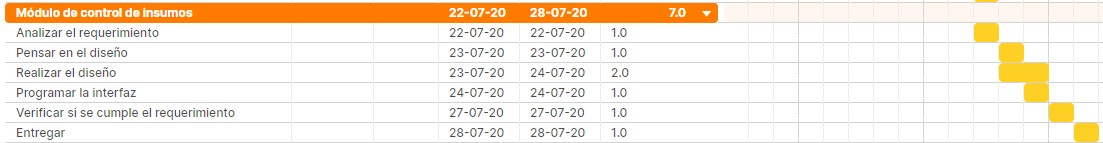 Módulo de control de insumos 22-07-20 28-07-20 7.0
Analizar el requerimiento 22-07-20 22-07-20 1.0
Pensar en el diseño 23-07-20 23-07-20 1.0
Realizar el diseño 23-07-20 24-07-20 2.0
Programar la interfaz 24-07-20 24-07-20 1.0
Verificar si se cumple el requerimiento 27-07-20 27-07-20 1.0
Entregar 28-07-20 28-07-20 1.0